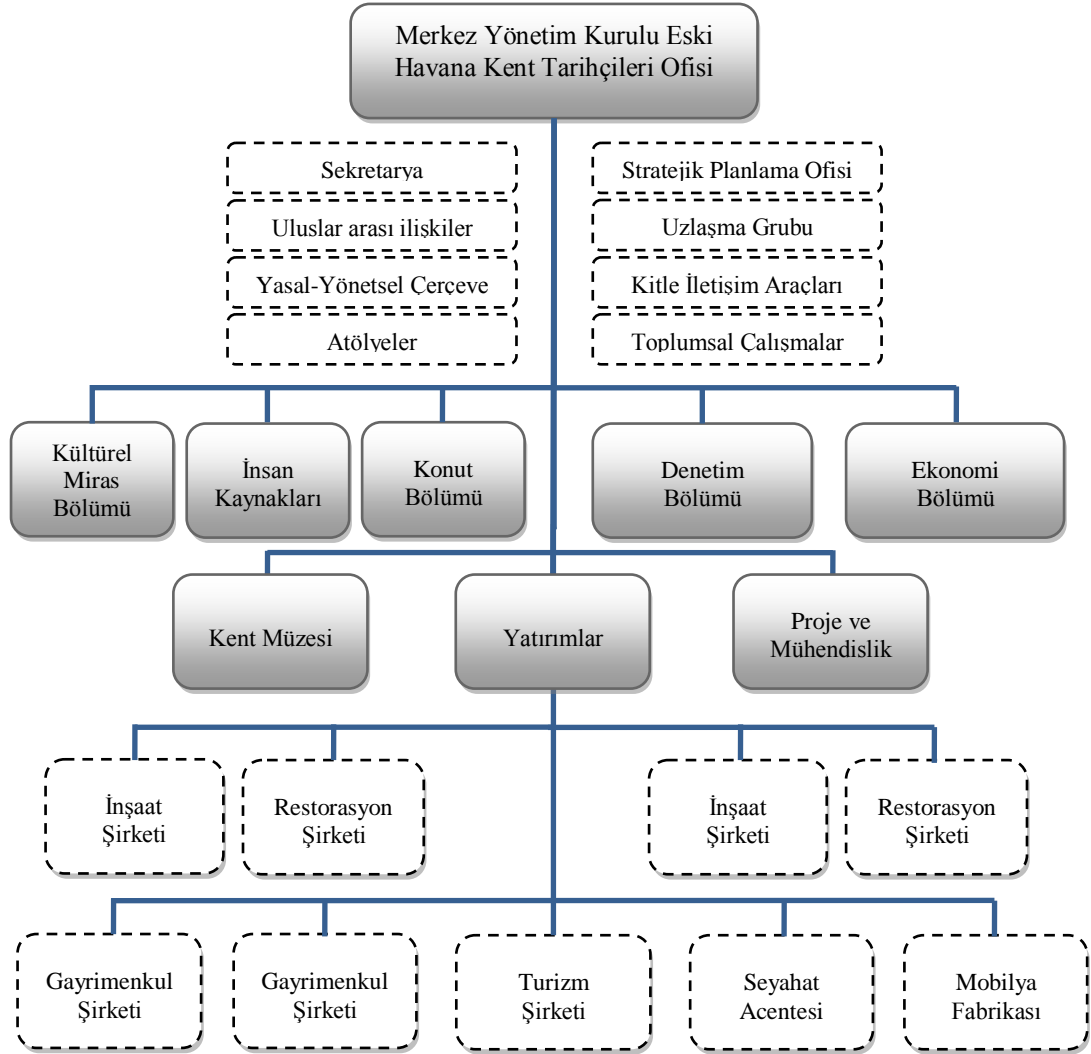 Merkez Yönetim Kurulu Eski
Havana Kent Tarihçileri Ofisi
Sekretarya
Stratejik Planlama Ofisi
Uluslar arası ilişkiler
Uzlaşma Grubu
Yasal-Yönetsel Çerçeve
Kitle İletişim Araçları
Atölyeler
Toplumsal Çalışmalar
Kültürel
Miras
Bölümü
İnsan
Kaynakları
Konut
Bölümü
Denetim
Bölümü
Ekonomi
Bölümü
Kent Müzesi
Yatırımlar
Proje ve
Mühendislik
İnşaat
Şirketi
Restorasyon
Şirketi
İnşaat
Şirketi
Restorasyon
Şirketi
Gayrimenkul
Şirketi
Gayrimenkul
Şirketi
Turizm
Şirketi
Seyahat
Acentesi
Mobilya
Fabrikası